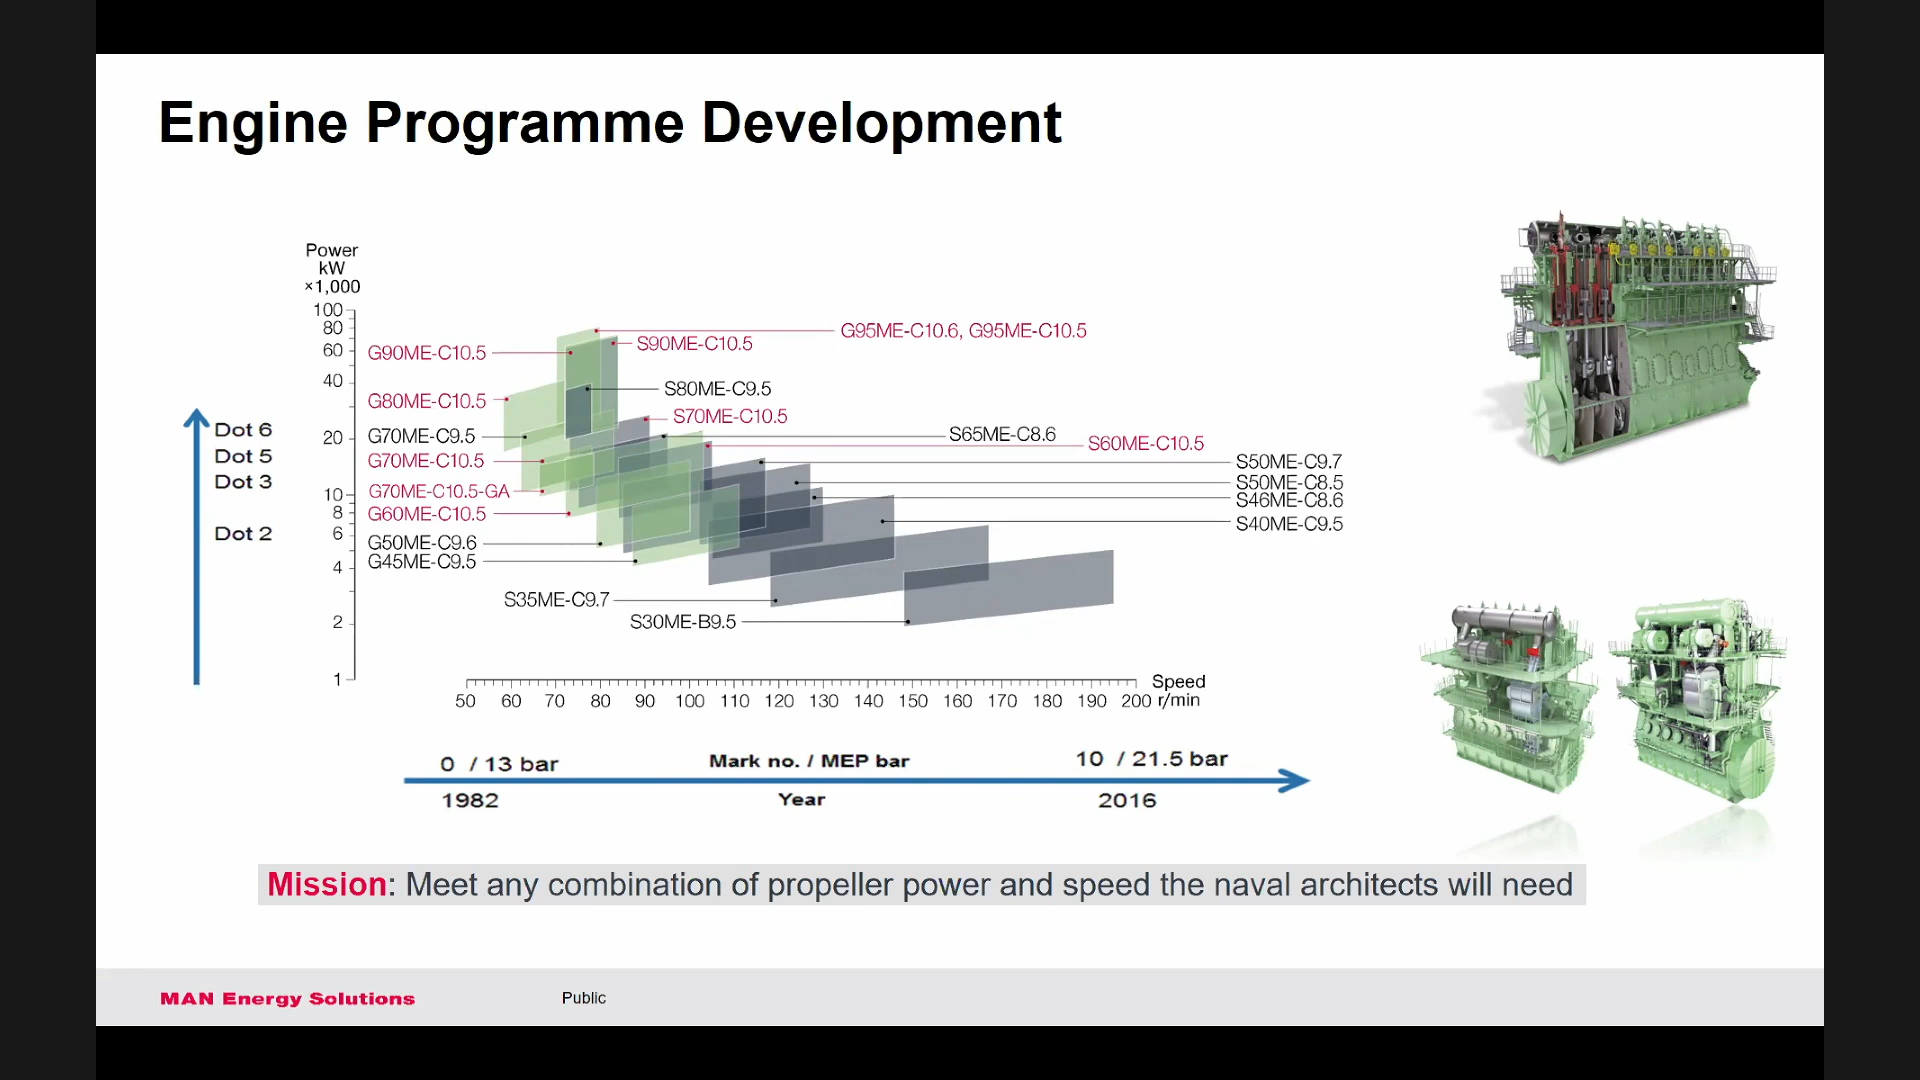 Engine Programme Development
Power
kW
×1,000
100
80
60
40
20
10
8
6
4
2
1
Dot 6
Dot 5
Dot 3
Dot 2
G95ME-C10.6, G95ME-C10.5
S90ME-C10.5
G90ME-C10.5
S80ME-C9.5
G80ME-C10.5
S70ME-C10.5
G70ME-C9.5
S65ME-C8.6
S60ME-C10.5
G70ME-C10.5
S50ME-C9.7
S50ME-C8.5
G70ME-C10.5-GA
S46ME-C8.6
G60ME-C10.5
S40ME-C9.5
G50ME-C9.6
G45ME-C9.5
S35ME-C9.7
S30ME-B9.5
50 60 70 80 90 100 110 120 130 140 150 160 170 180 190 200
Speed
r/min
0 / 13 bar Mark no. / MEP bar 10 / 21.5 bar
1982 Year 2016
Mission: Meet any combination of propeller power and speed the naval architects will need
MAN Energy Solutions Public